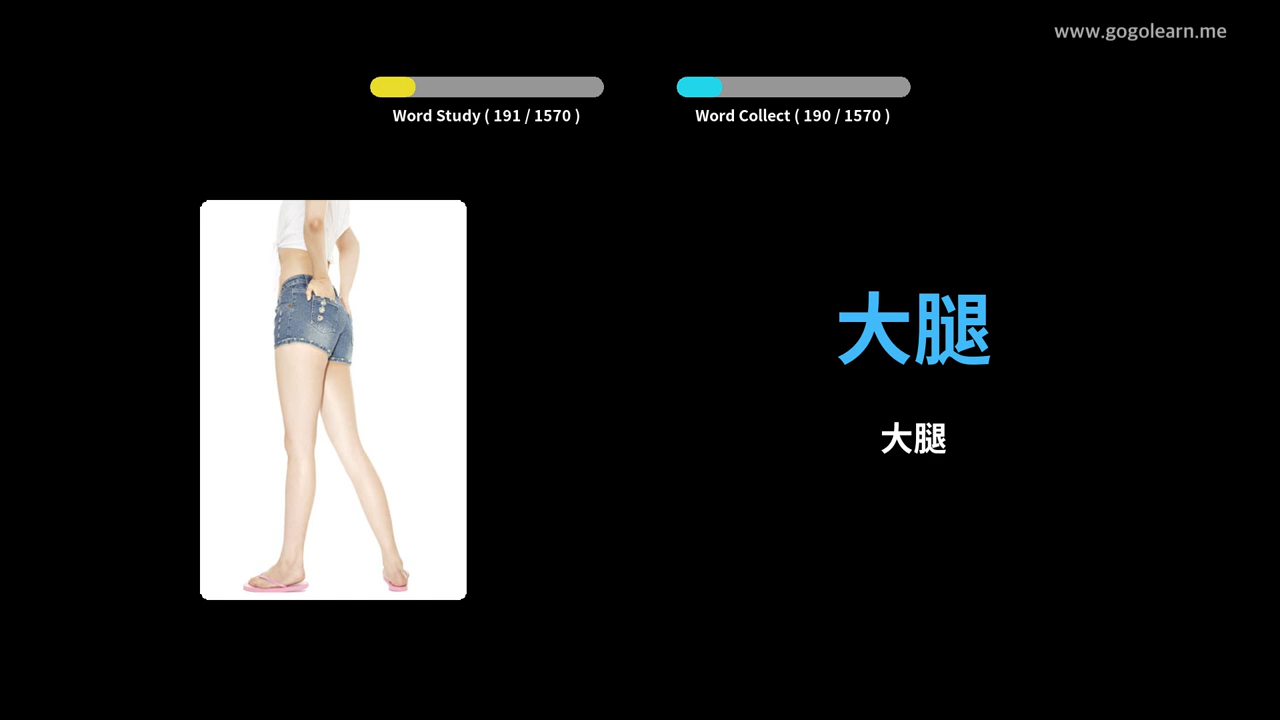 www.gogolearn.me
Word Study ( 191 / 1570 )
Word Collect ( 190 / 1570 )
大腿
大腿